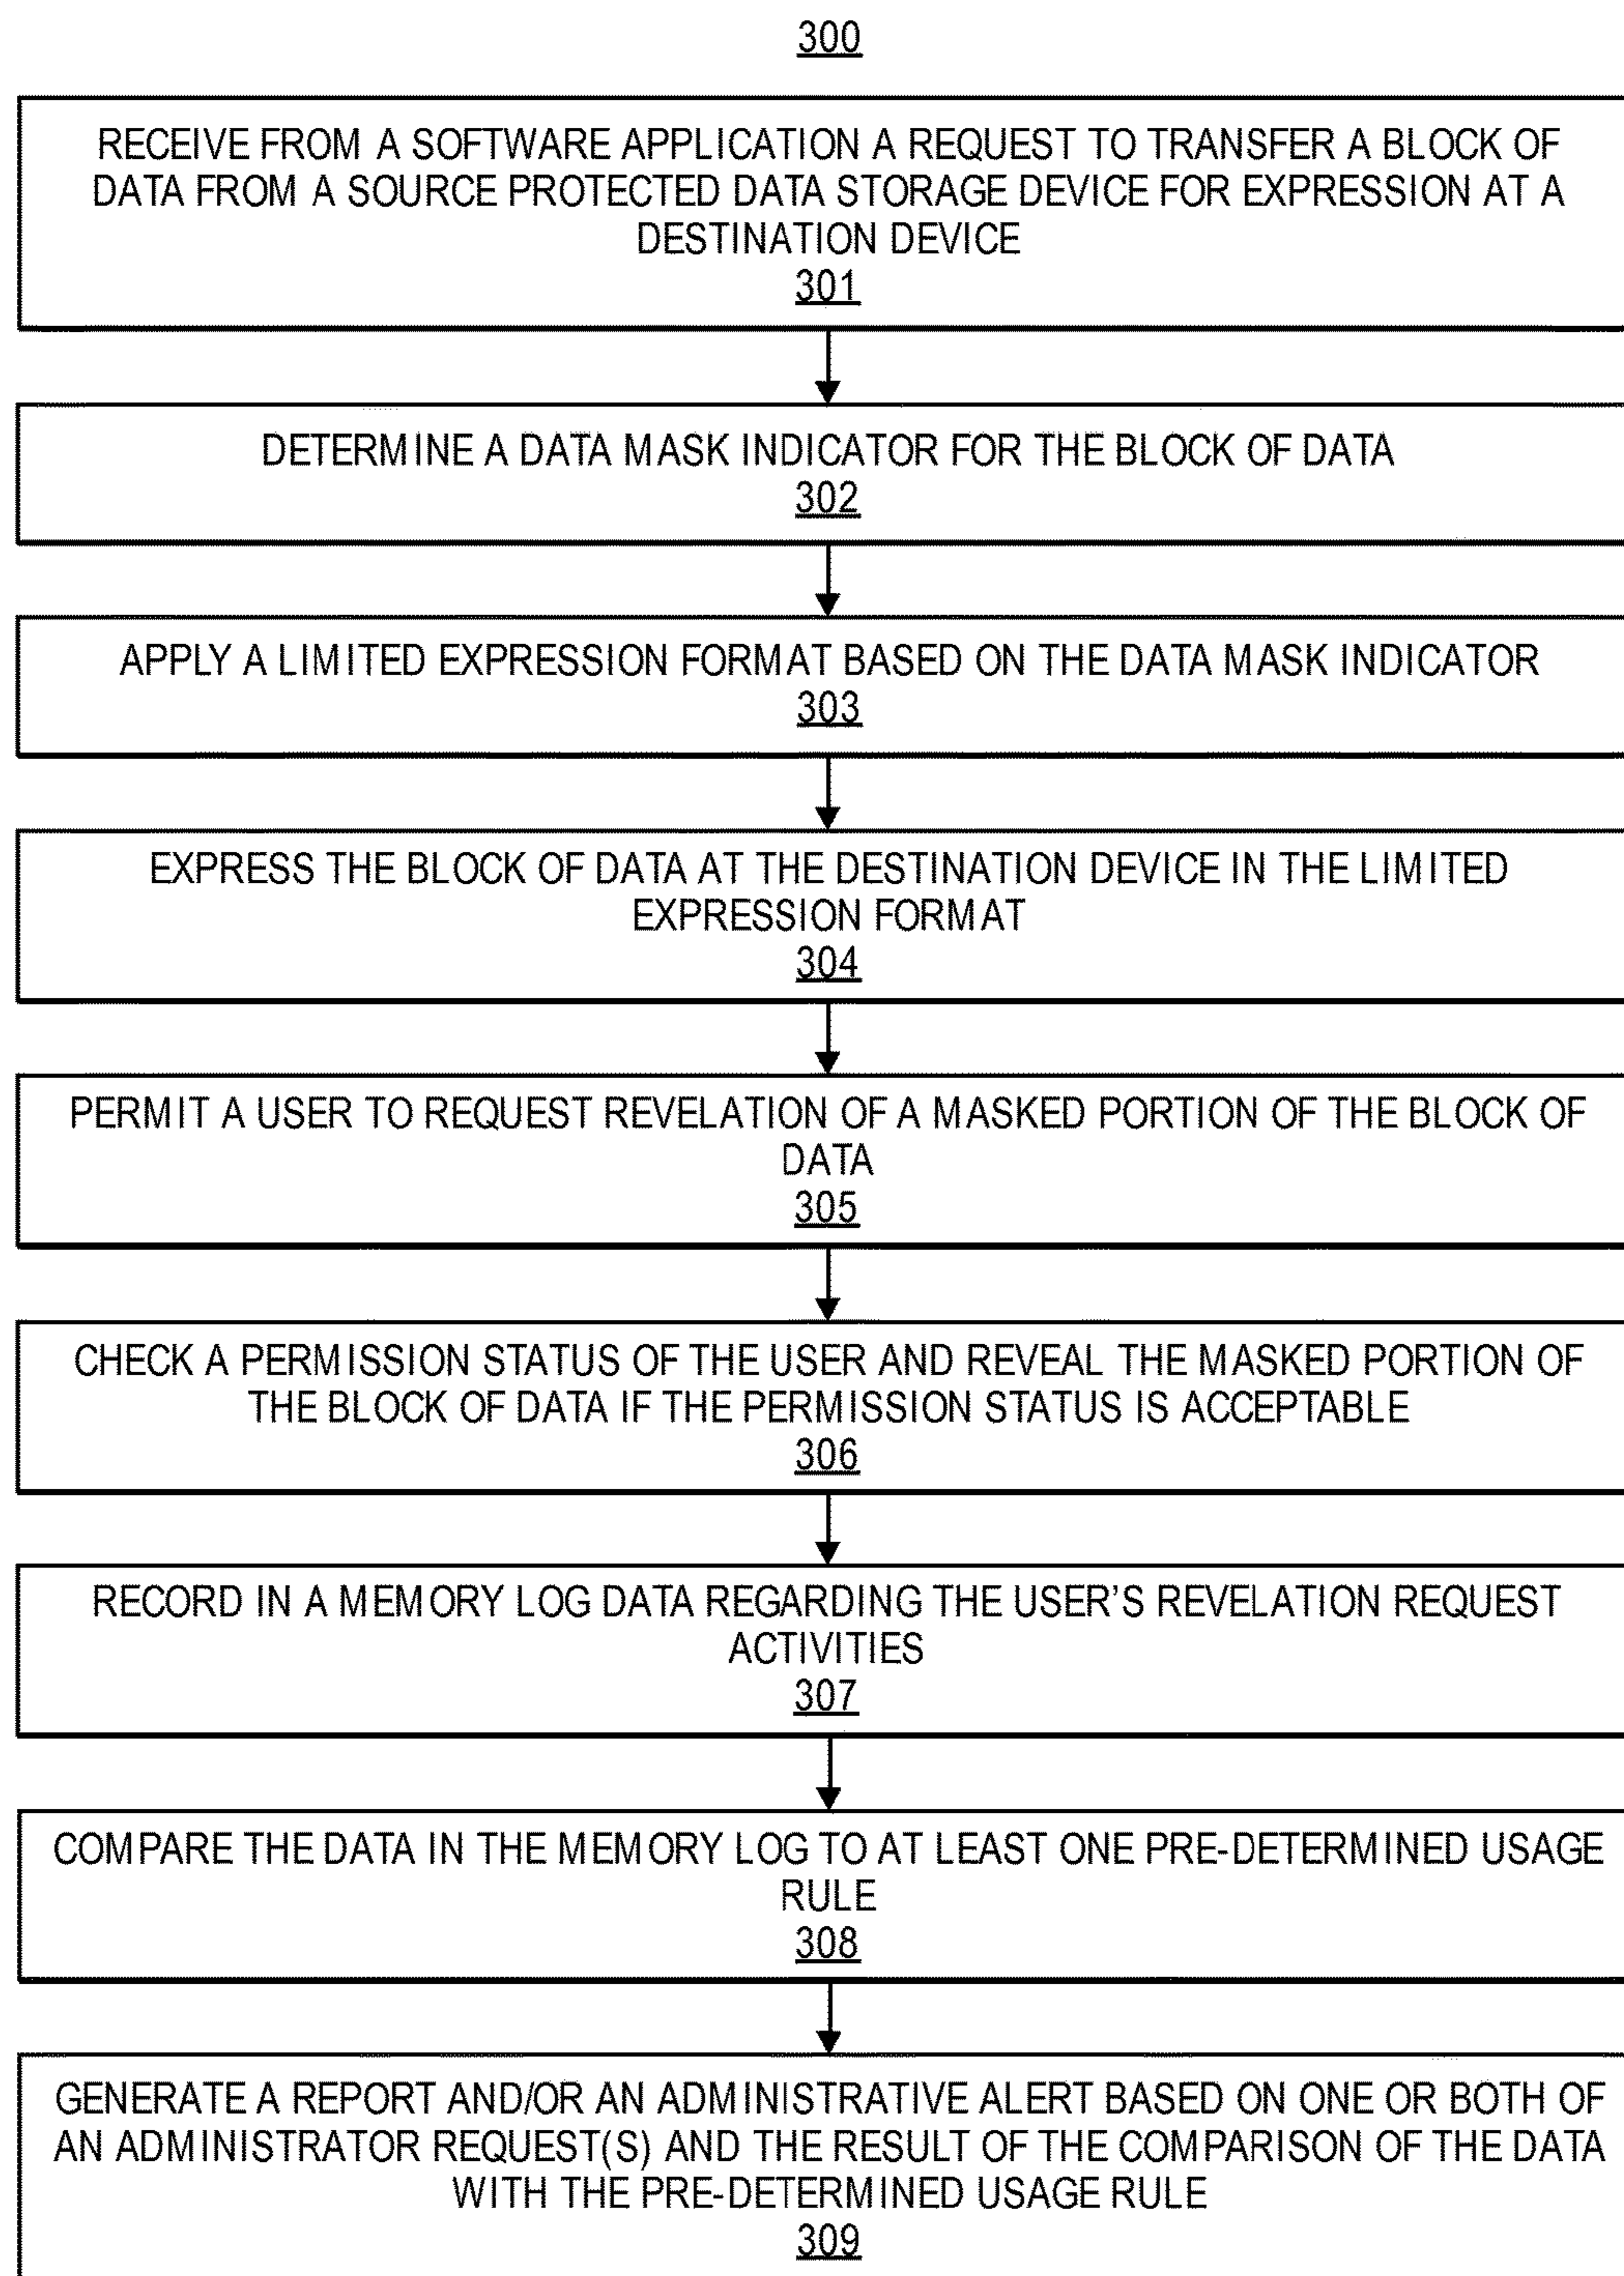 300
RECEIVE FROM A SOFTWARE APPLICATION A REQUEST TO TRANSFER A BLOCK OF
DATA FROM A SOURCE PROTECTED DATA STORAGE DEVICE FOR EXPRESSION AT A
DESTINATION DEVICE
301
DETERMINE A DATA MASK INDICATOR FOR THE BLOCK OF DATA
302
APPLY A LIMITED EXPRESSION FORMAT BASED ON THE DATA MASK INDICATOR
303
EXPRESS THE BLOCK OF DATA AT THE DESTINATION DEVICE IN THE LIMITED
EXPRESSION FORMAT
304
PERMIT A USER TO REQUEST REVELATION OF A MASKED PORTION OF THE BLOCK OF
DATA
305
CHECK A PERMISSION STATUS OF THE USER AND REVEAL THE MASKED PORTION OF
THE BLOCK OF DATA IF THE PERMISSION STATUS IS ACCEPTABLE
306
RECORD IN A MEMORY LOG DATA REGARDING THE USER'S REVELATION REQUEST
ACTIVITIES
307
COMPARE THE DATA IN THE MEMORY LOG TO AT LEAST ONE PRE-DETERMINED USAGE
RULE
308
GENERATE A REPORT AND/OR AN ADMINISTRATIVE ALERT BASED ON ONE OR BOTH OF
AN ADMINISTRATOR REQUEST(S) AND THE RESULT OF THE COMPARISON OF THE DATA
WITH THE PRE-DETERMINED USAGE RULE
309